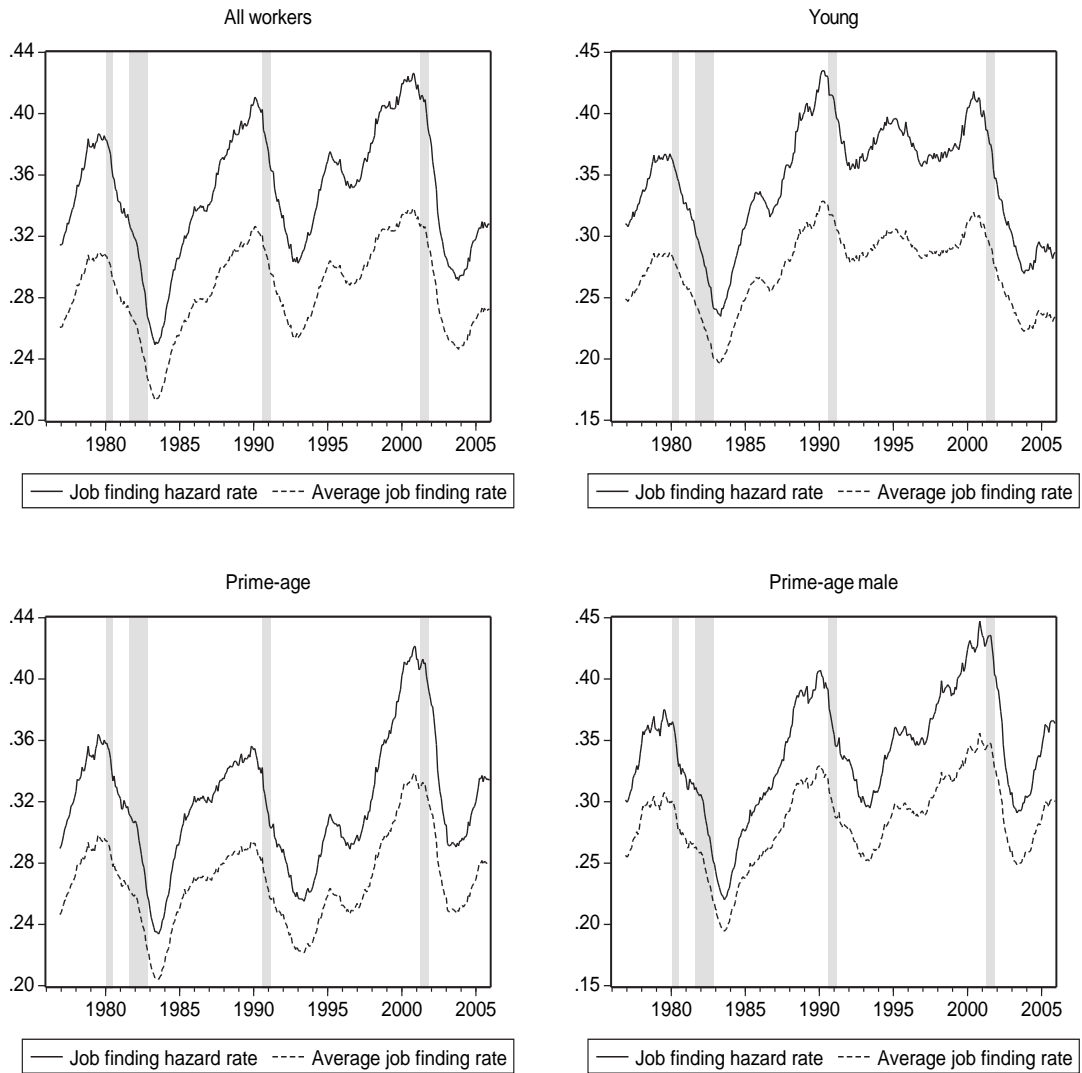 All workers
.44
.40
.36
.32
.28
.24
.20
1980 1985 1990 1995 2000 2005
Job finding hazard rate Average job finding rate
Young
.45
.40
.35
.30
.25
.20
.15
1980 1985 1990 1995 2000 2005
Job finding hazard rate Average job finding rate
Prime-age
.44
.40
.36
.32
.28
.24
.20
1980 1985 1990 1995 2000 2005
Job finding hazard rate Average job finding rate
Prime-age male
.45
.40
.35
.30
.25
.20
.15
1980 1985 1990 1995 2000 2005
Job finding hazard rate Average job finding rate